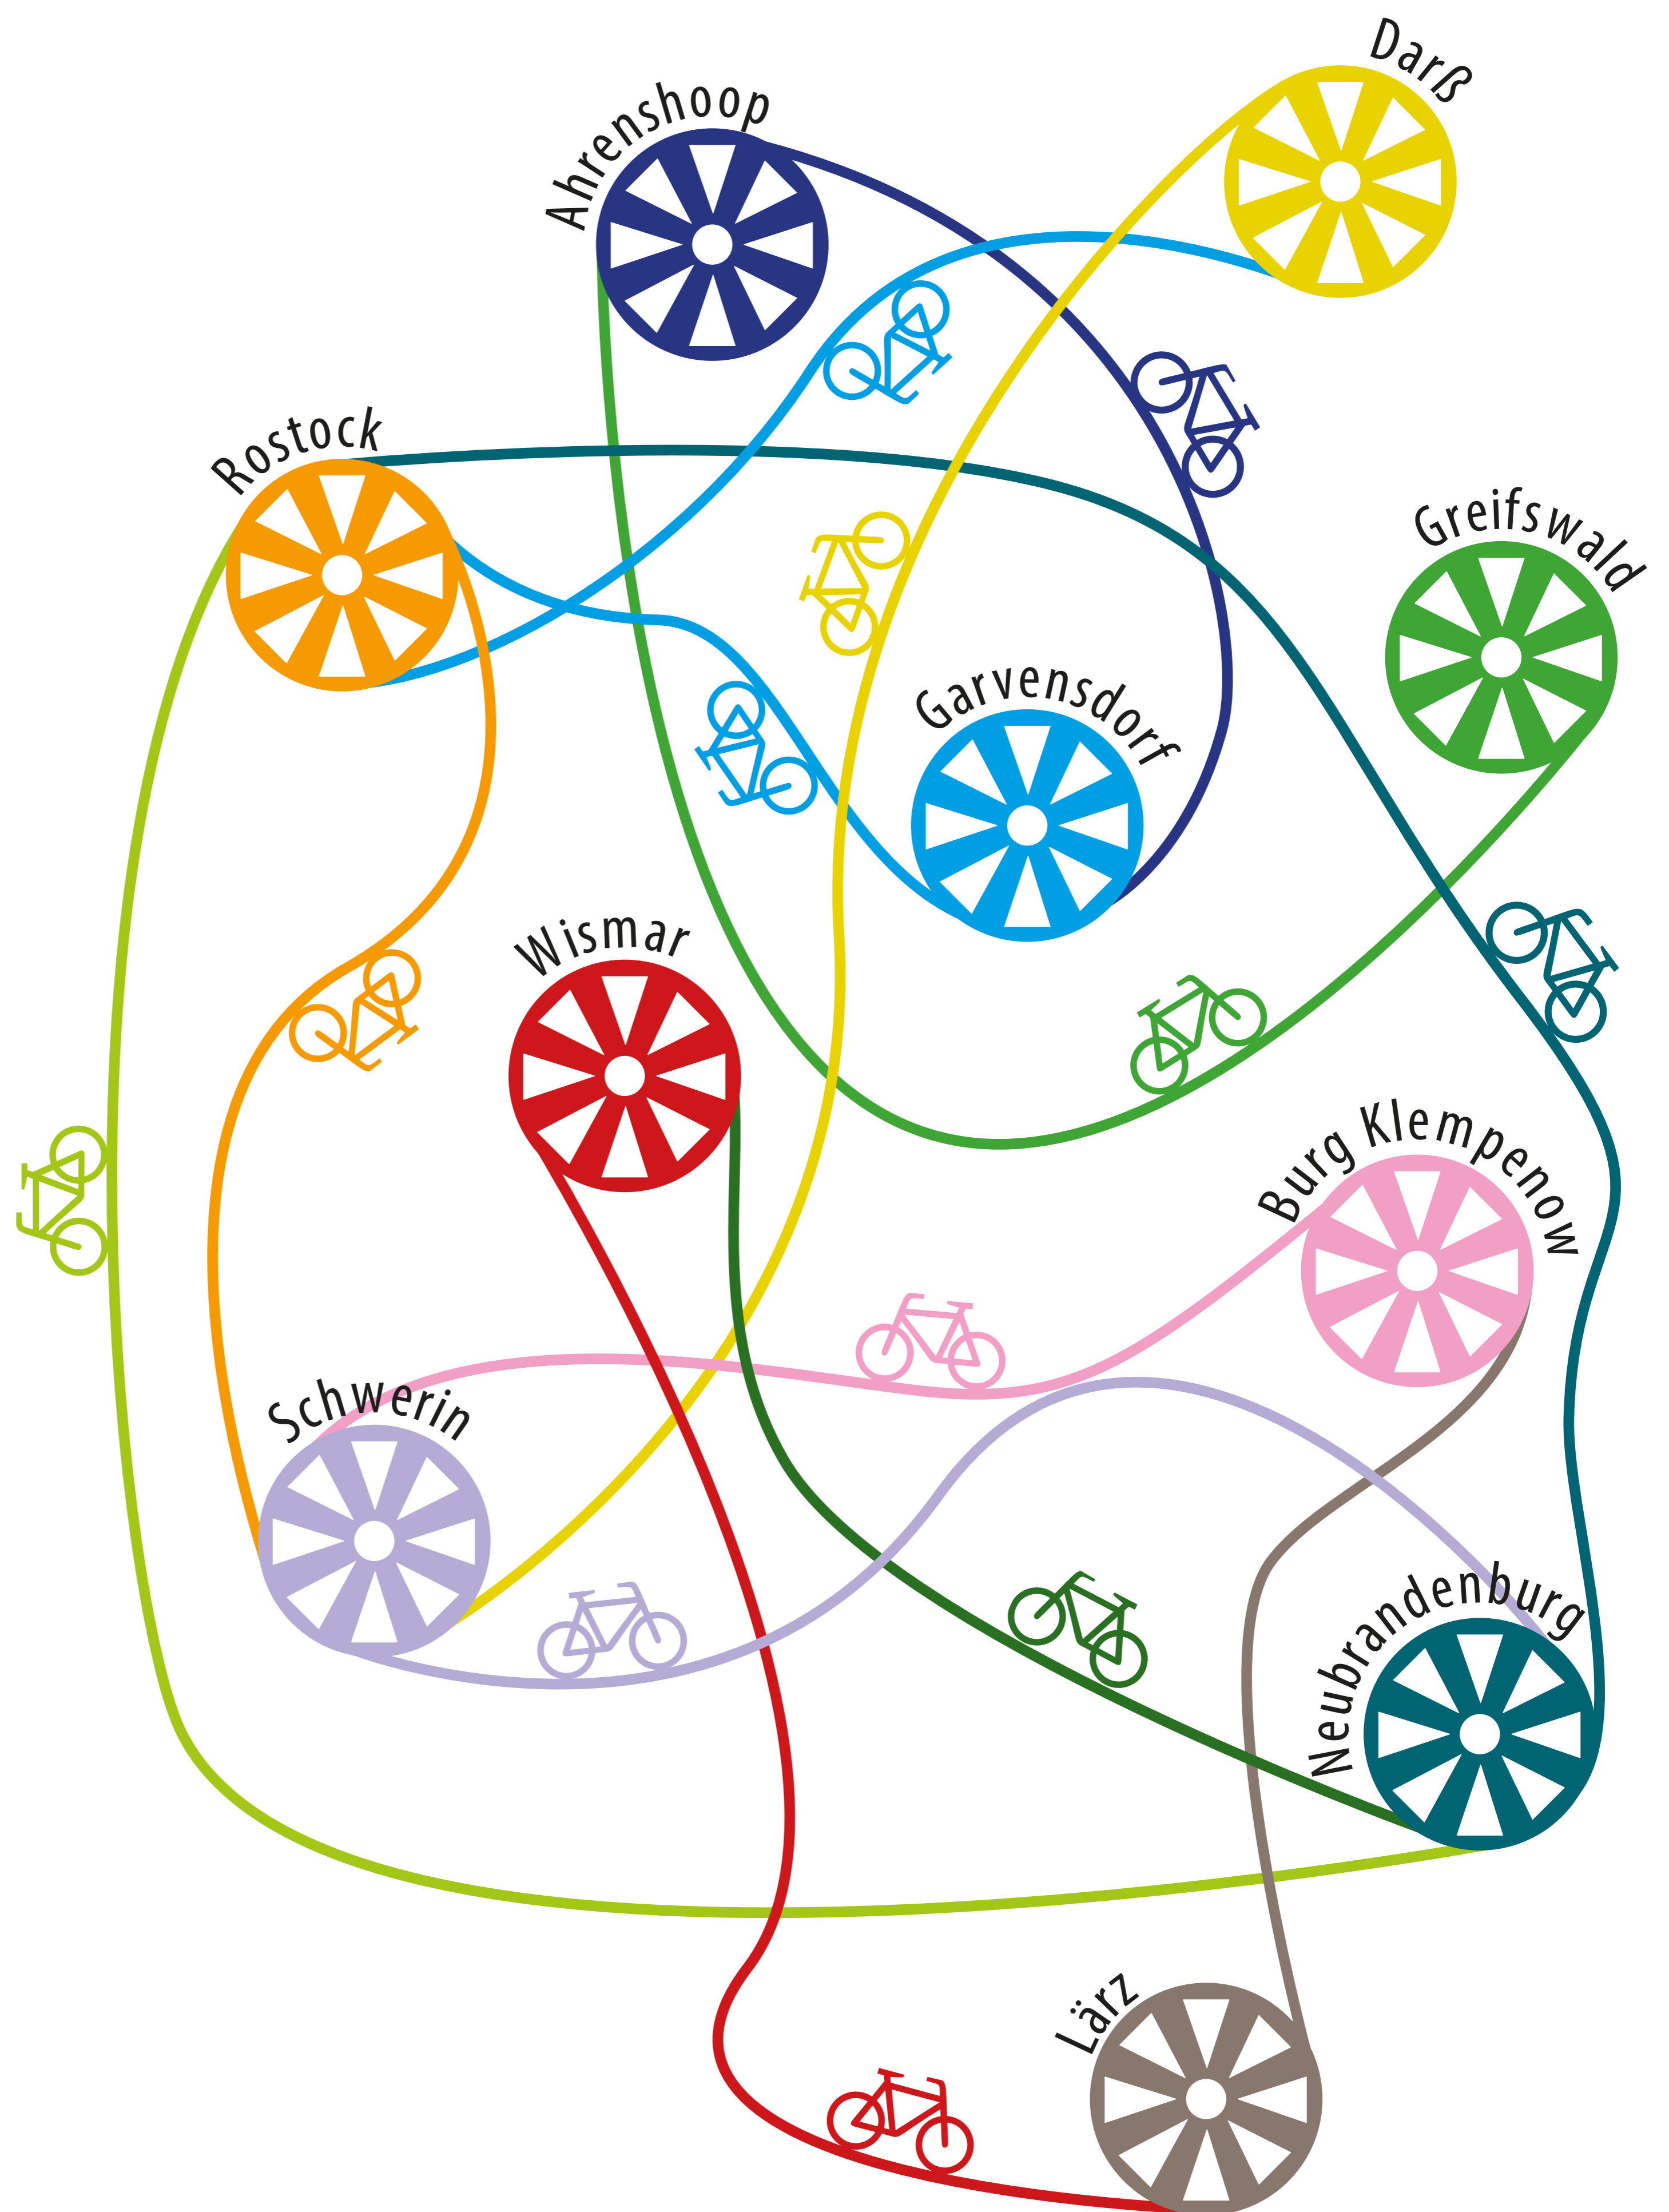 Darß
Ahrenshoop
Rostock
Greifswald
Garvensdorf
Wismar
Burg Klempenow
Schwerin
Neubrandenburg
Lärz